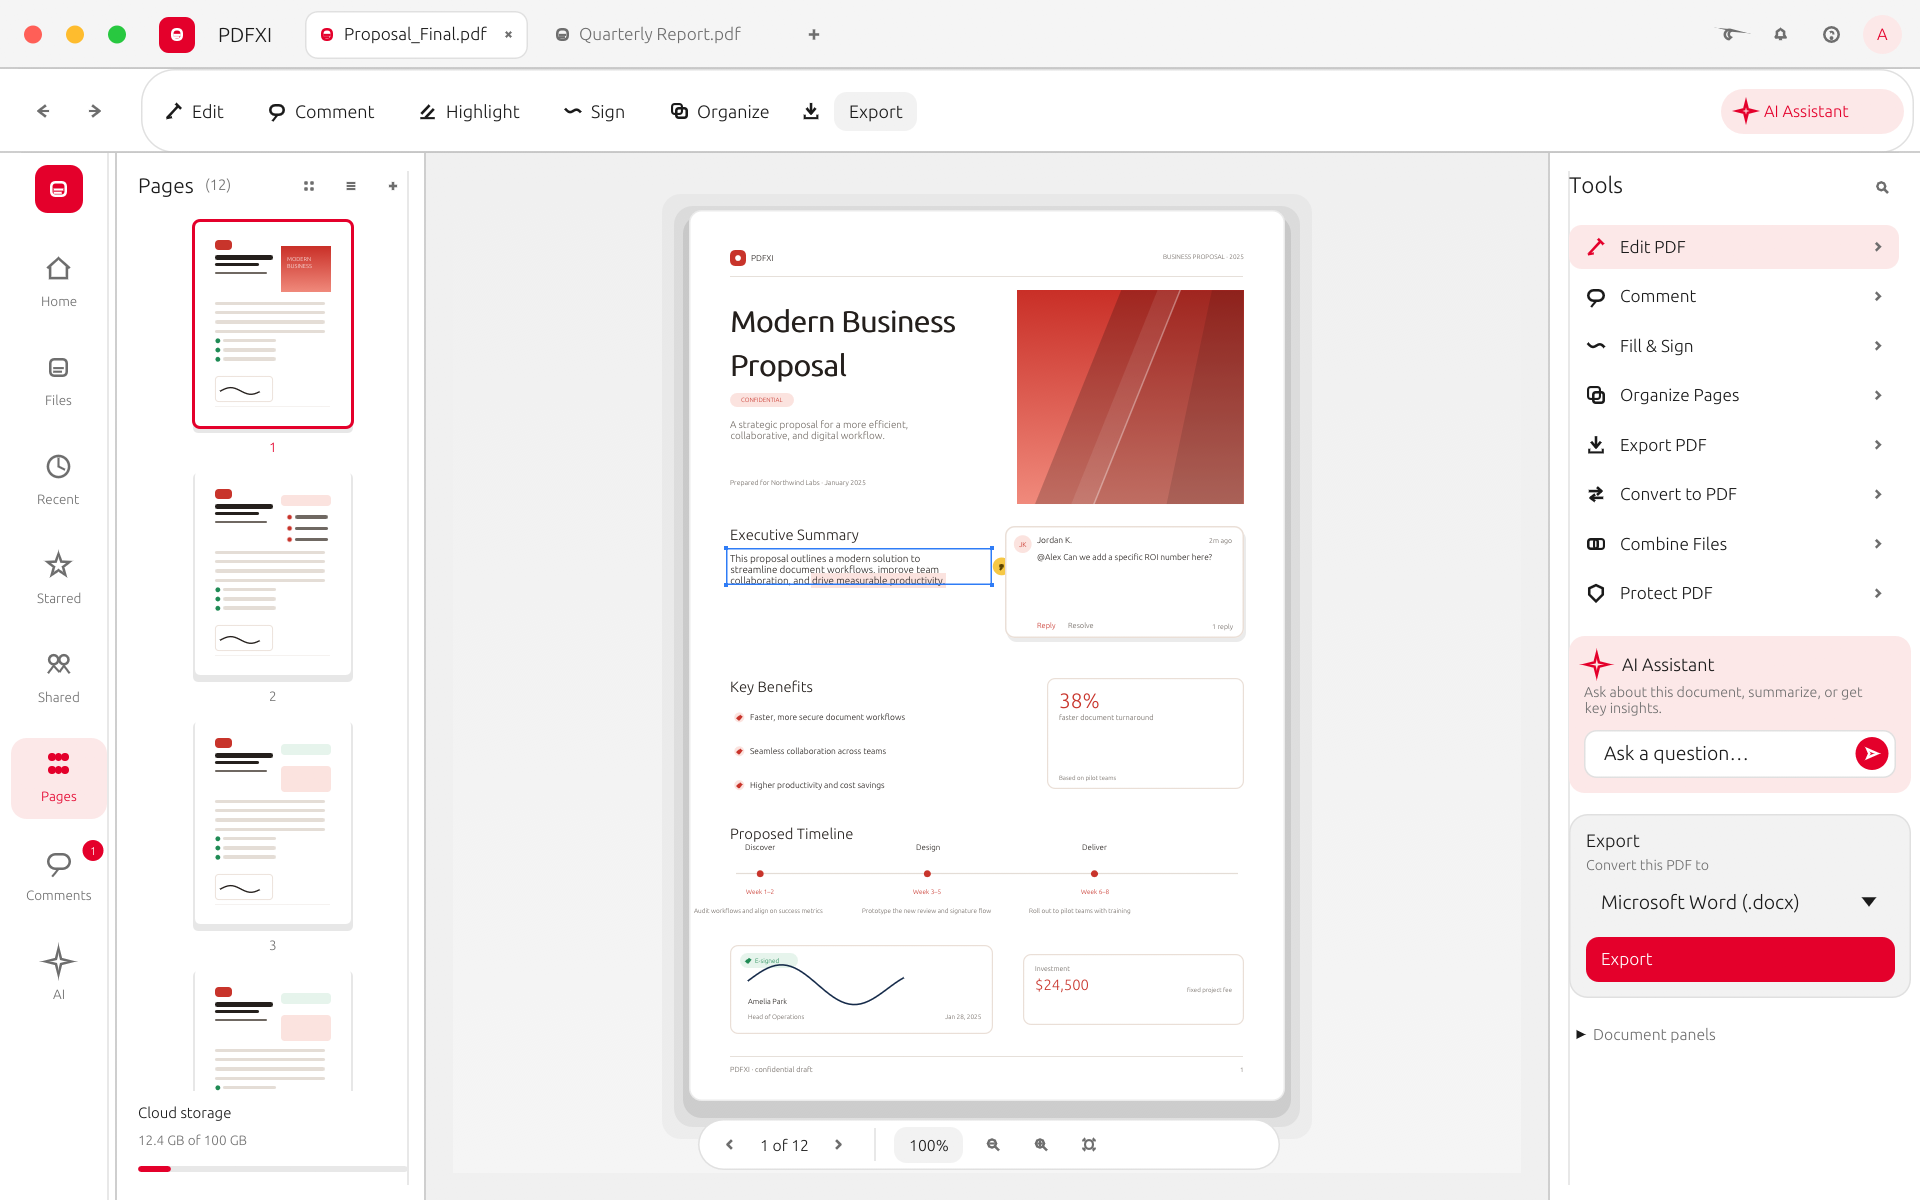 PDFXI
Proposal_Final.pdf
Quarterly Report.pdf
A
Edit
Comment
Highlight
Sign
Organize
Export
AI Assistant
Home
Files
Recent
Starred
Shared
Pages
1
Comments
AI
Pages (12)
MODERN
BUSINESS
1
2
3
Cloud storage
12.4 GB of 100 GB
PDFXI
BUSINESS PROPOSAL · 2025
Modern Business
Proposal
CONFIDENTIAL
A strategic proposal for a more efficient,
collaborative, and digital workflow.
Prepared for Northwind Labs · January 2025
Executive Summary
This proposal outlines a modern solution to
streamline document workflows, improve team
collaboration, and drive measurable productivity.
JK
Jordan K.
2m ago
@Alex Can we add a specific ROI number here?
Reply
Resolve
1 reply
Key Benefits
Faster, more secure document workflows
Seamless collaboration across teams
Higher productivity and cost savings
38%
faster document turnaround
Based on pilot teams
Proposed Timeline
Discover
Design
Deliver
Week 1–2
Week 3–5
Week 6–8
Audit workflows and align on success metrics
Prototype the new review and signature flow
Roll out to pilot teams with training
E-signed
Amelia Park
Head of Operations
Jan 28, 2025
Investment
$24,500
fixed project fee
PDFXI · confidential draft
1
1 of 12
100%
Tools
Edit PDF
Comment
Fill & Sign
Organize Pages
Export PDF
Convert to PDF
Combine Files
Protect PDF
AI Assistant
Ask about this document, summarize, or get
key insights.
Ask a question…
Export
Convert this PDF to
Microsoft Word (.docx)
Export
Document panels